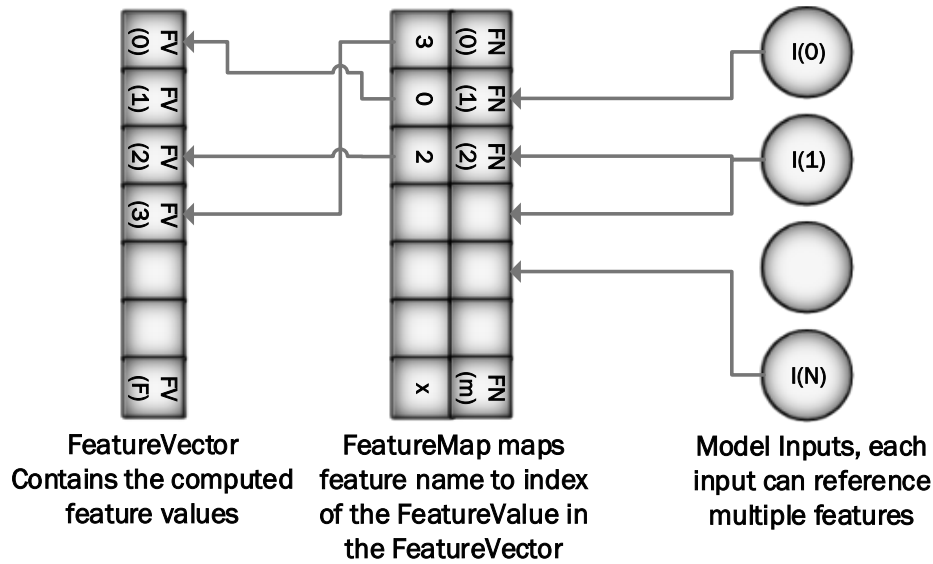 FV (0)
FV (1)
FV (2)
FV (3)
FV (F)
3
FN (0)
0
FN (1)
2
FN (2)
x
FN (m)
I(0)
I(1)
I(N)
FeatureVector
Contains the computed
feature values
FeatureMap maps
feature name to index
of the FeatureValue in
the FeatureVector
Model Inputs, each
input can reference
multiple features